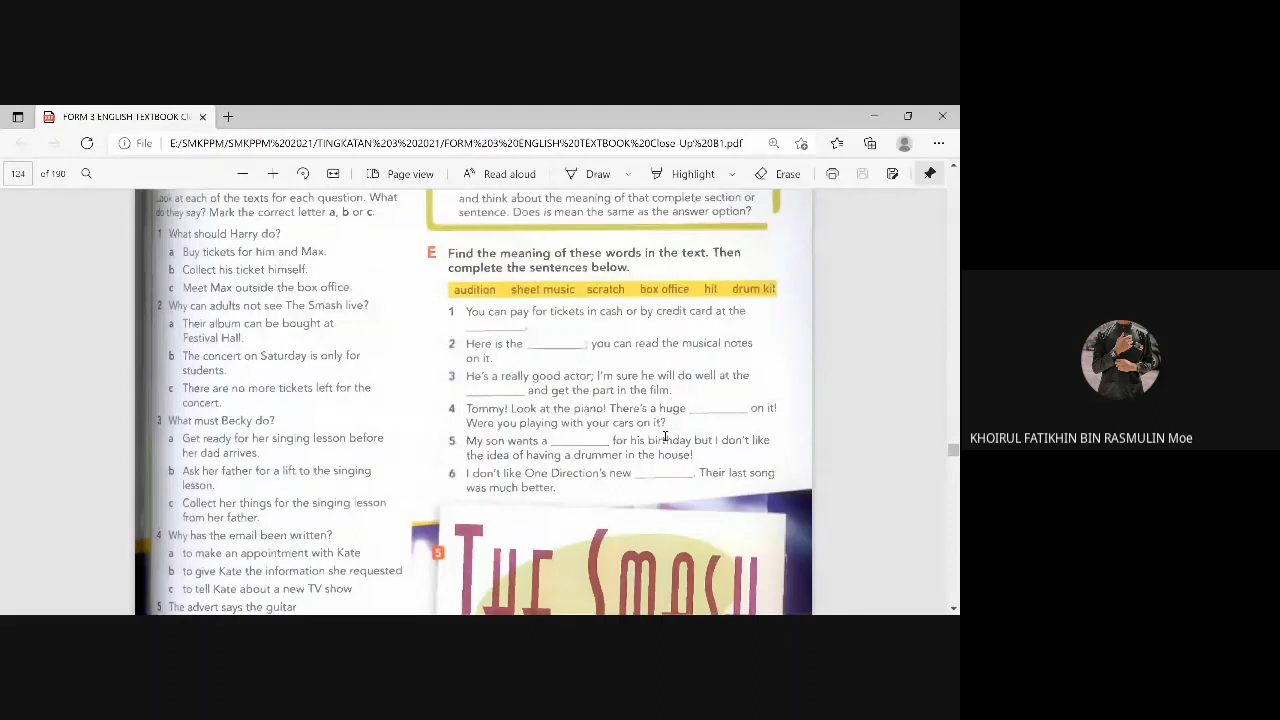 FORM 3 ENGLISH TEXTBOOK Cl
File
E:/SMKPPM/SMKPPM%202021/TINGKATAN%203%202021/FORM%203%20ENGLISH%20TEXTBOOK%20Close-Up%20B1.pdf
124 of 190
Page view
Read aloud
Draw
Highlight
Erase
Look at each of the texts for each question. What
do they say? Mark the correct letter a, b or c.
1 What should Harry do?
a Buy tickets for him and Max.
b Collect his ticket himself.
c Meet Max outside the box office.
2 Why can adults not see The Smash live?
a Their album can be bought at
Festival Hall.
b The concert on Saturday is only for
students.
c There are no more tickets left for the
concert.
3 What must Becky do?
a Get ready for her singing lesson before
her dad arrives.
b Ask her father for a lift to the singing
lesson.
c Collect her things for the singing lesson
from her father.
4 Why has the email been written?
a to make an appointment with Kate
b to give Kate the information she requested
c to tell Kate about a new TV show
5 The advert says the guitar
and think about the meaning of that complete section or
sentence. Does is mean the same as the answer option?
E Find the meaning of these words in the text. Then
complete the sentences below.
audition sheet music scratch box office hit drum kit
1 You can pay for tickets in cash or by credit card at the
__________.
2 Here is the __________; you can read the musical notes
on it.
3 He's a really good actor; I'm sure he will do well at the
__________ and get the part in the film.
4 Tommy! Look at the piano! There's a huge __________ on it!
Were you playing with your cars on it?
5 My son wants a __________ for his birthday but I don't like
the idea of having a drummer in the house!
6 I don't like One Direction's new __________. Their last song
was much better.
5
THE SMASH
KHOIRUL FATIKHIN BIN RASMULIN Moe